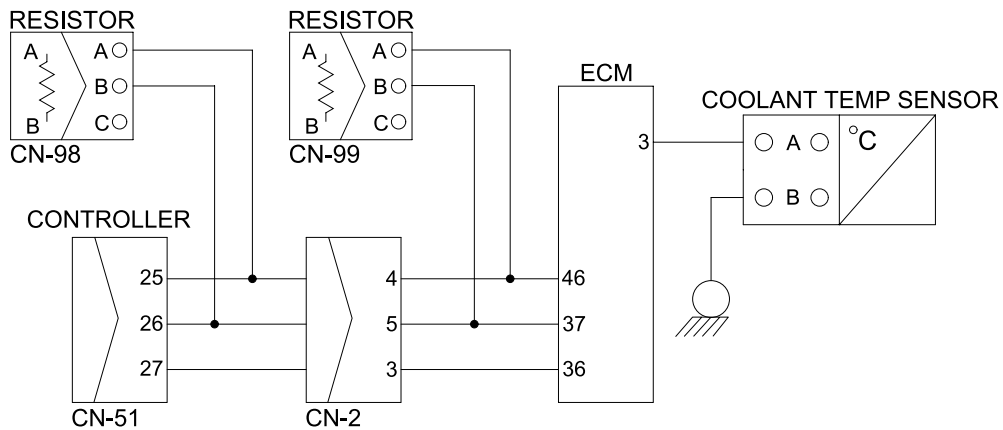 RESISTOR
A A
B
B C
CN-98
RESISTOR
A A
B
B C
CN-99
ECM
3
46
37
36
COOLANT TEMP SENSOR
A °C
B
CONTROLLER
25
26
27
CN-51
4
5
3
CN-2